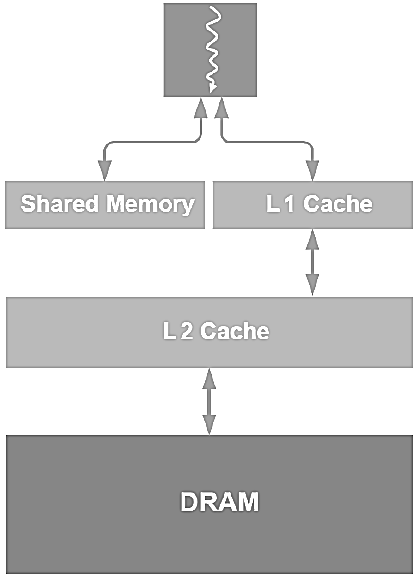 Shared Memory
L 1 Cache
L 2 Cache
DRAM